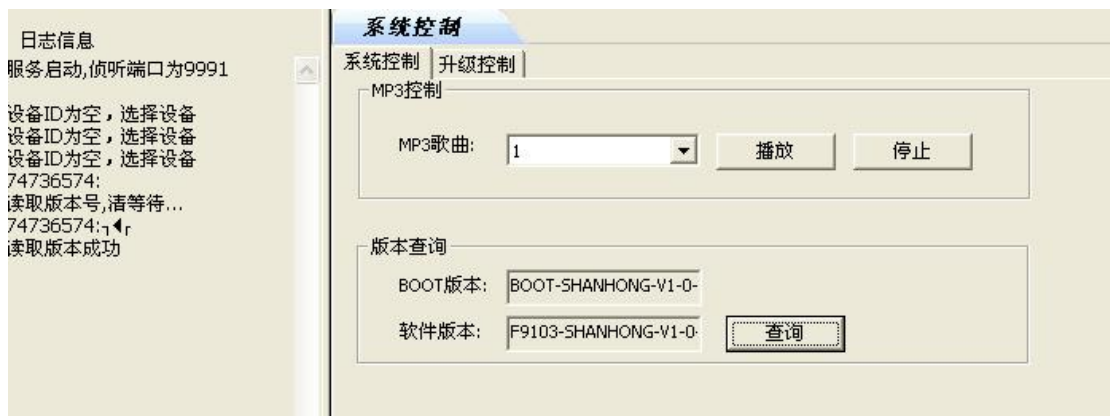 日志信息
服务启动,侦听端口为9991
设备ID为空，选择设备
设备ID为空，选择设备
设备ID为空，选择设备
74736574:
读取版本号,请等待...
74736574:┐◄┌
读取版本成功
系统控制
系统控制 升级控制
MP3控制
MP3歌曲: 1 播放 停止
版本查询
BOOT版本: BOOT-SHANHONG-V1-0-
软件版本: F9103-SHANHONG-V1-0- 查询